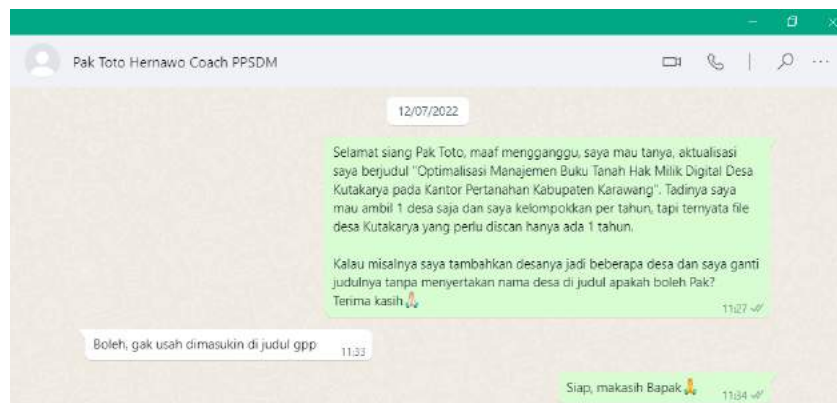 Pak Toto Hernawo Coach PPSDM
12/07/2022
Selamat siang Pak Toto, maaf mengganggu, saya mau tanya, aktualisasi
saya berjudul "Optimalisasi Manajemen Buku Tanah Hak Milik Digital Desa
Kutakarya pada Kantor Pertanahan Kabupaten Karawang". Tadinya saya
mau ambil 1 desa saja dan saya kelompokkan per tahun, tapi ternyata file
desa Kutakarya yang perlu discan hanya ada 1 tahun.
Kalau misalnya saya tambahkan desanya jadi beberapa desa dan saya ganti
judulnya tanpa menyertakan nama desa di judul apakah boleh Pak?
Terima kasih🙏
11:27
Boleh, gak usah dimasukin di judul gpp
11:33
Siap, makasih Bapak🙏
11:34